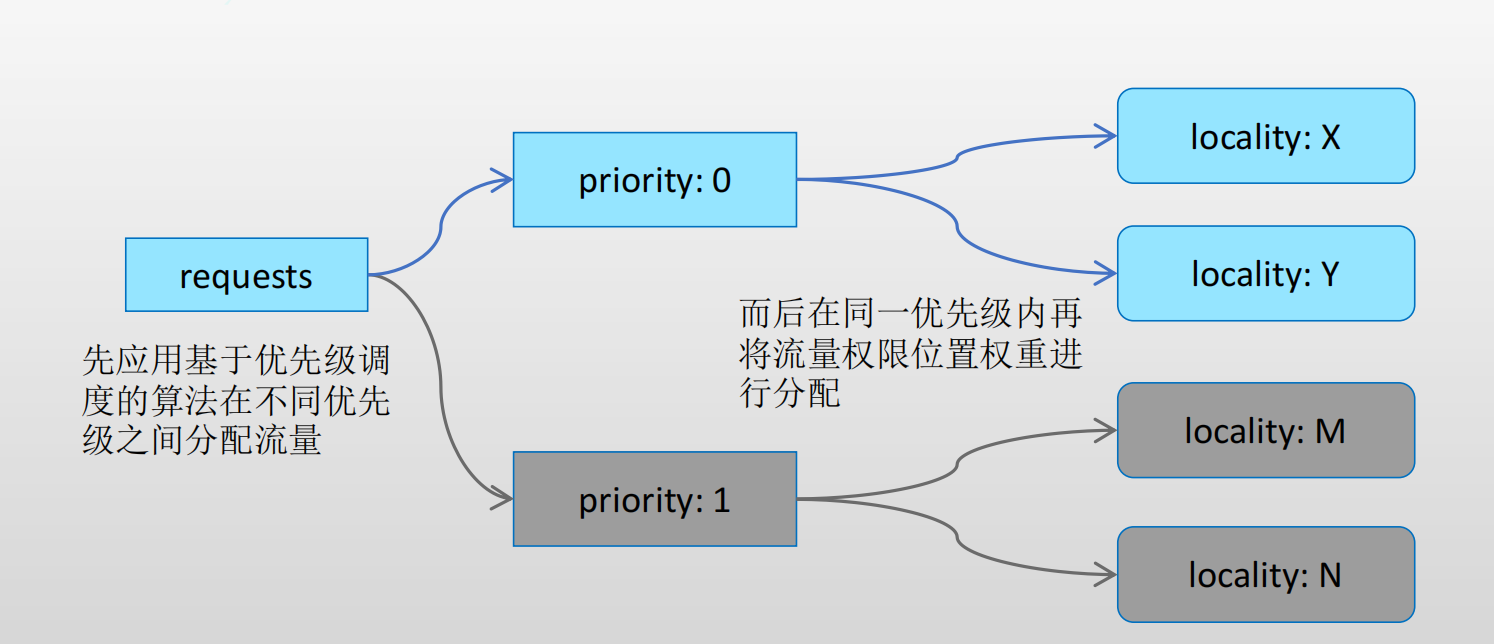 requests
先应用基于优先级调
度的算法在不同优先
级之间分配流量
priority: 0
priority: 1
而后在同一优先级内再
将流量权限位置权重进
行分配
locality: X
locality: Y
locality: M
locality: N